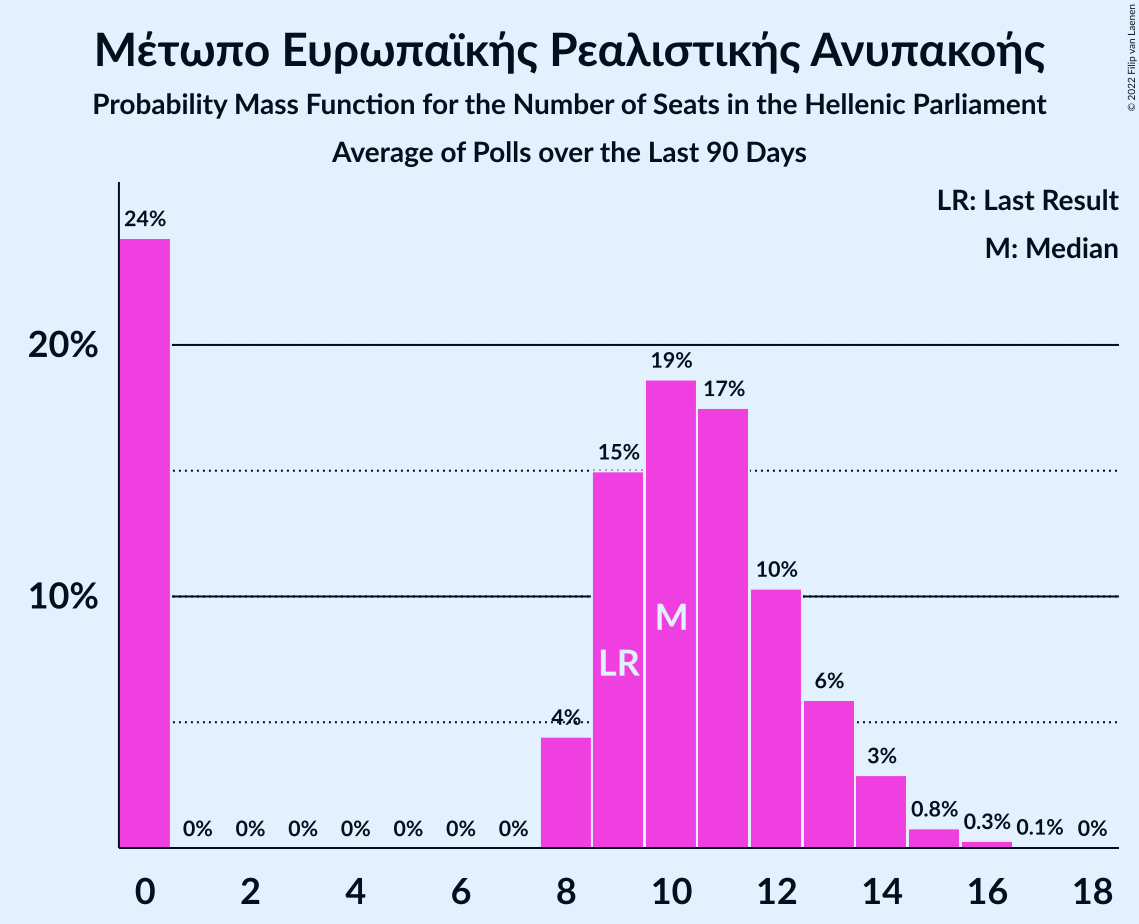 Μέτωπο Ευρωπαϊκής Ρεαλιστικής Ανυπακοής
Probability Mass Function for the Number of Seats in the Hellenic Parliament
Average of Polls over the Last 90 Days
© 2022 Filip van Laenen
LR: Last Result
M: Median
24%
20%
19%
17%
15%
10%
10%
M
LR
6%
4%
3%
0% 0% 0% 0% 0% 0% 0% 0.8% 0.3% 0.1% 0%
0 2 4 6 8 10 12 14 16 18